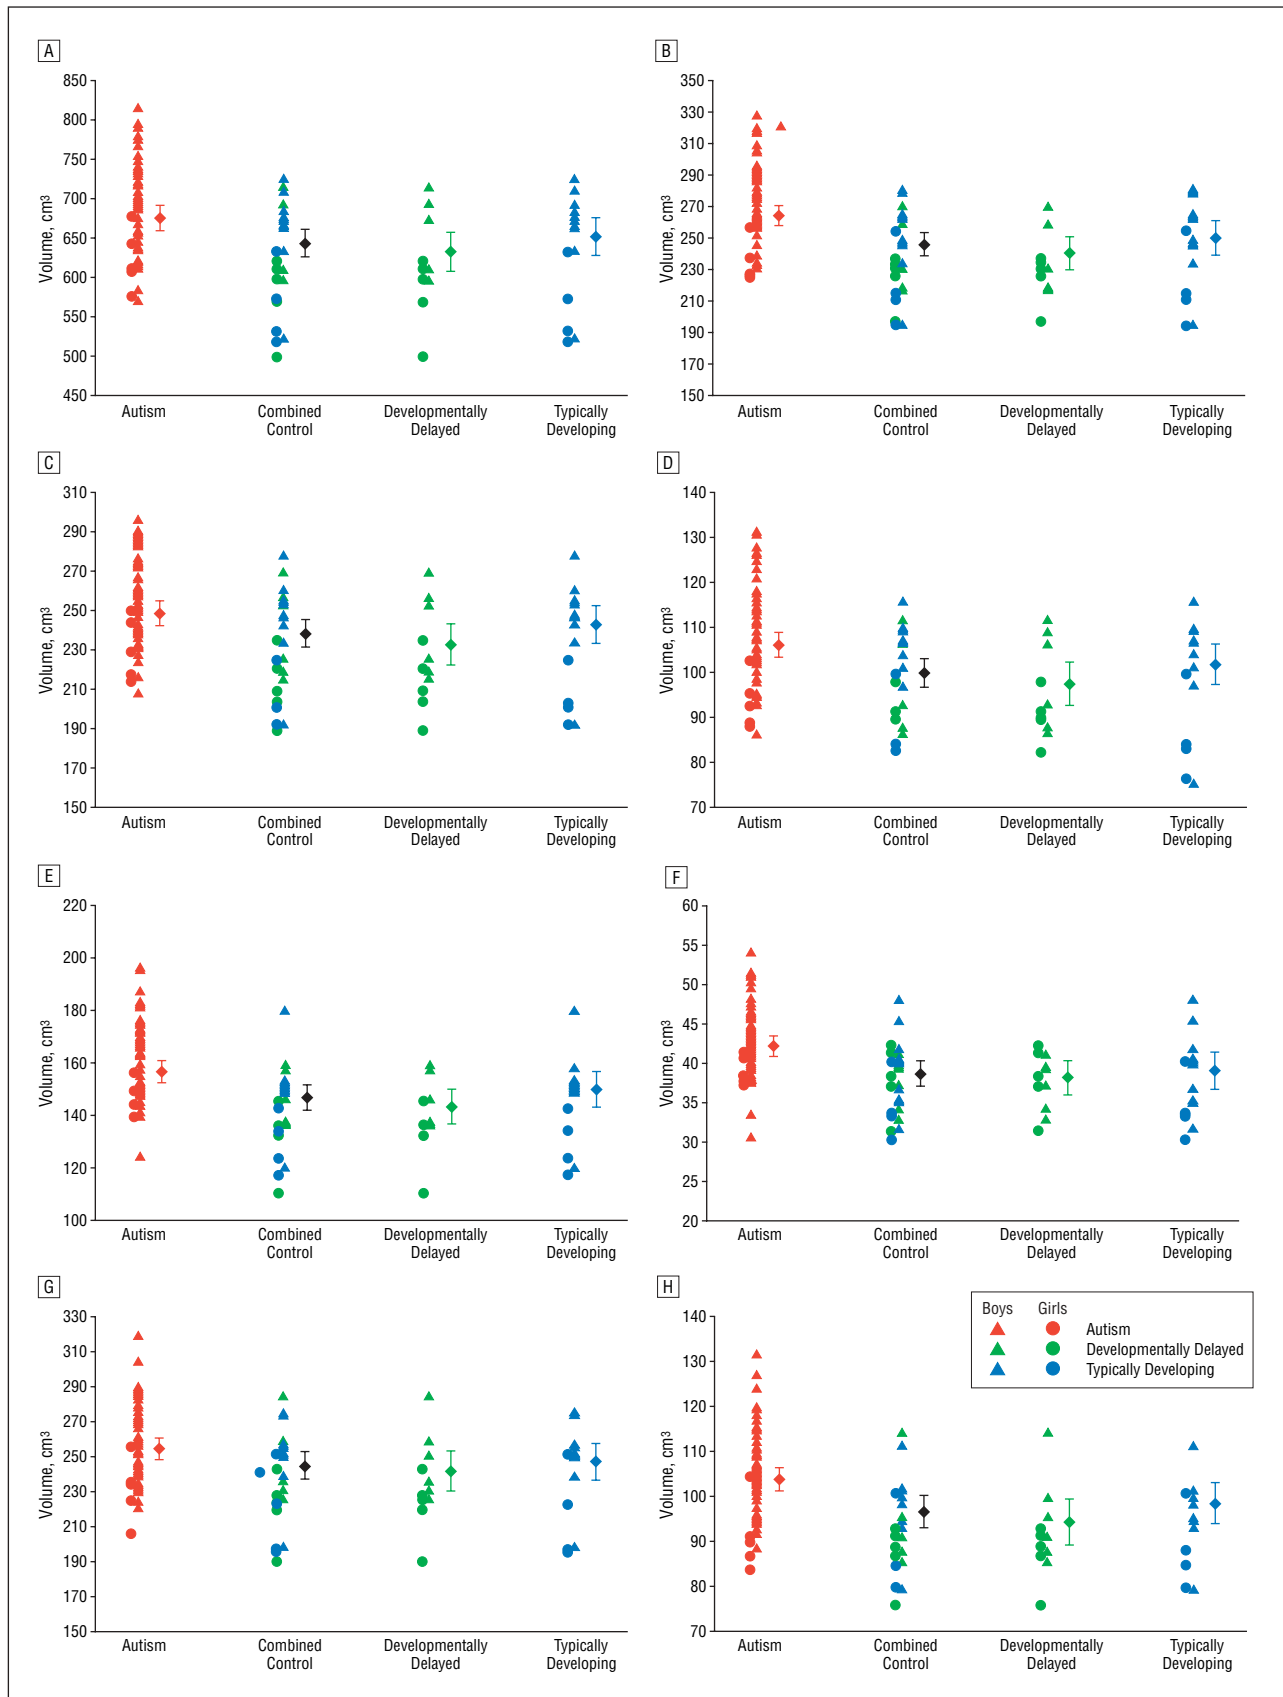 A
Volume, cm³
850
800
750
700
650
600
550
500
450
Autism
Combined
Control
Developmentally
Delayed
Typically
Developing
B
Volume, cm³
350
330
310
290
270
250
230
210
190
170
150
Autism
Combined
Control
Developmentally
Delayed
Typically
Developing
C
Volume, cm³
310
290
270
250
230
210
190
170
150
Autism
Combined
Control
Developmentally
Delayed
Typically
Developing
D
Volume, cm³
140
130
120
110
100
90
80
70
Autism
Combined
Control
Developmentally
Delayed
Typically
Developing
E
Volume, cm³
220
200
180
160
140
120
100
Autism
Combined
Control
Developmentally
Delayed
Typically
Developing
F
Volume, cm³
60
55
50
45
40
35
30
25
20
Autism
Combined
Control
Developmentally
Delayed
Typically
Developing
G
Volume, cm³
330
310
290
270
250
230
210
190
170
150
Autism
Combined
Control
Developmentally
Delayed
Typically
Developing
H
Volume, cm³
140
130
120
110
100
90
80
70
Autism
Combined
Control
Developmentally
Delayed
Typically
Developing
Boys Girls
Autism
Developmentally Delayed
Typically Developing